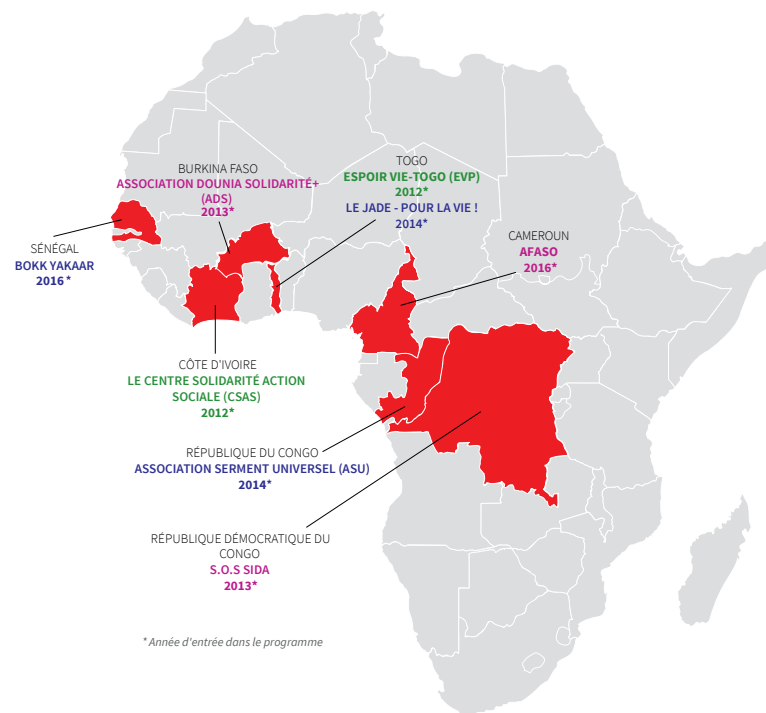 BURKINA FASO
ASSOCIATION DOUNIA SOLIDARITÉ+
(ADS)
2013*
TOGO
ESPOIR VIE-TOGO (EVP)
2012*
LE JADE - POUR LA VIE !
2014*
SÉNÉGAL
BOKK YAKAAR
2016 *
CAMEROUN
AFASO
2016*
CÔTE D'IVOIRE
LE CENTRE SOLIDARITÉ ACTION
SOCIALE (CSAS)
2012*
RÉPUBLIQUE DU CONGO
ASSOCIATION SERMENT UNIVERSEL (ASU)
2014*
RÉPUBLIQUE DÉMOCRATIQUE DU
CONGO
S.O.S SIDA
2013*
* Année d'entrée dans le programme